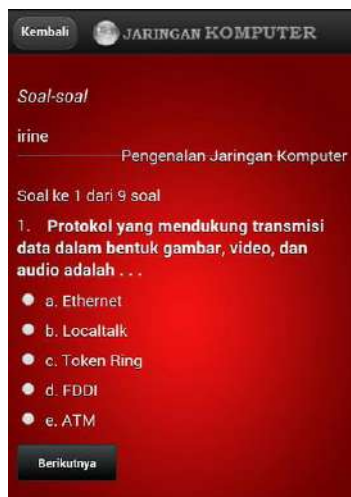 Kembali
JARINGAN KOMPUTER
Soal-soal
irine
Pengenalan Jaringan Komputer
Soal ke 1 dari 9 soal
1. Protokol yang mendukung transmisi
data dalam bentuk gambar, video, dan
audio adalah . . .
a. Ethernet
b. Localtalk
c. Token Ring
d. FDDI
e. ATM
Berikutnya